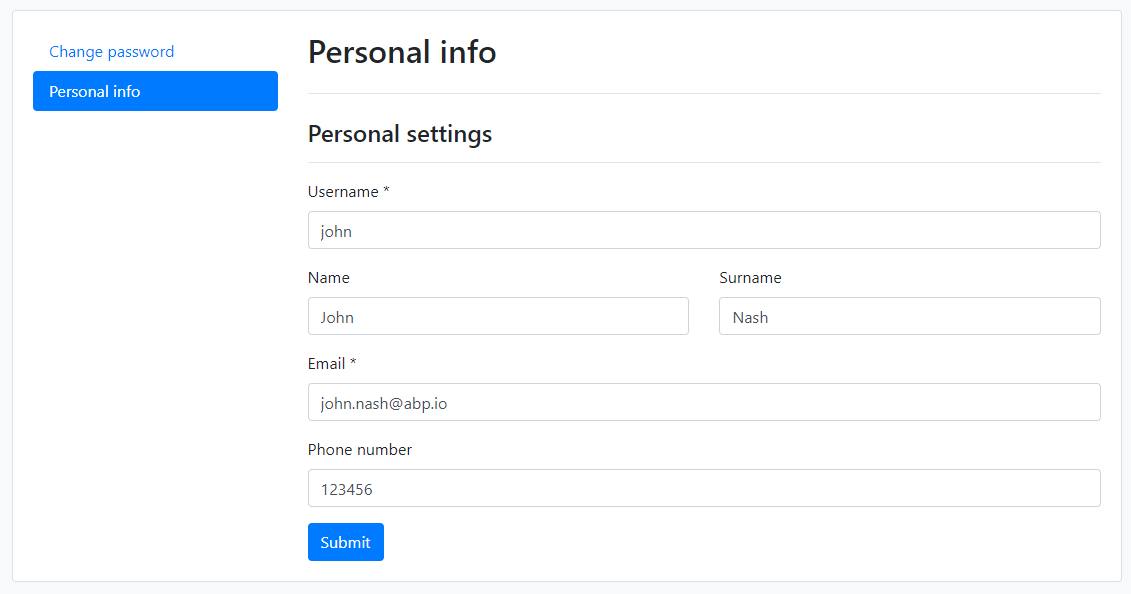 Change password
Personal info
Personal info
Personal settings
Username *
john
Name
Surname
John
Nash
Email *
john.nash@abp.io
Phone number
123456
Submit